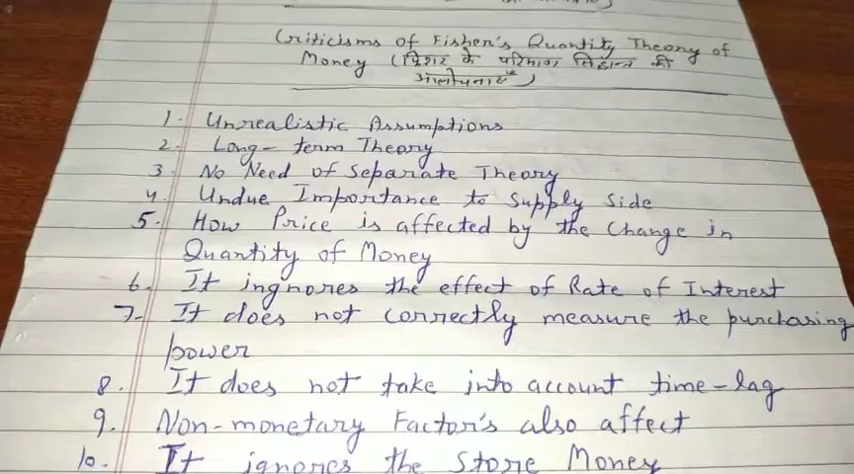 Criticisms of Fisher's Quantity Theory of
Money (फिशर के परिमाण सिद्धान्त की
आलोचनाएँ)
1. Unrealistic Assumptions
2. Long-term Theory
3. No Need of Separate Theory
4. Undue Importance to Supply Side
5. How Price is affected by the Change in
Quantity of Money
6. It ingnores the effect of Rate of Interest
7. It does not correctly measure the purchasing
power
8. It does not take into account time-lag
9. Non-monetary Factor's also affect
10. It ignores the Store Money